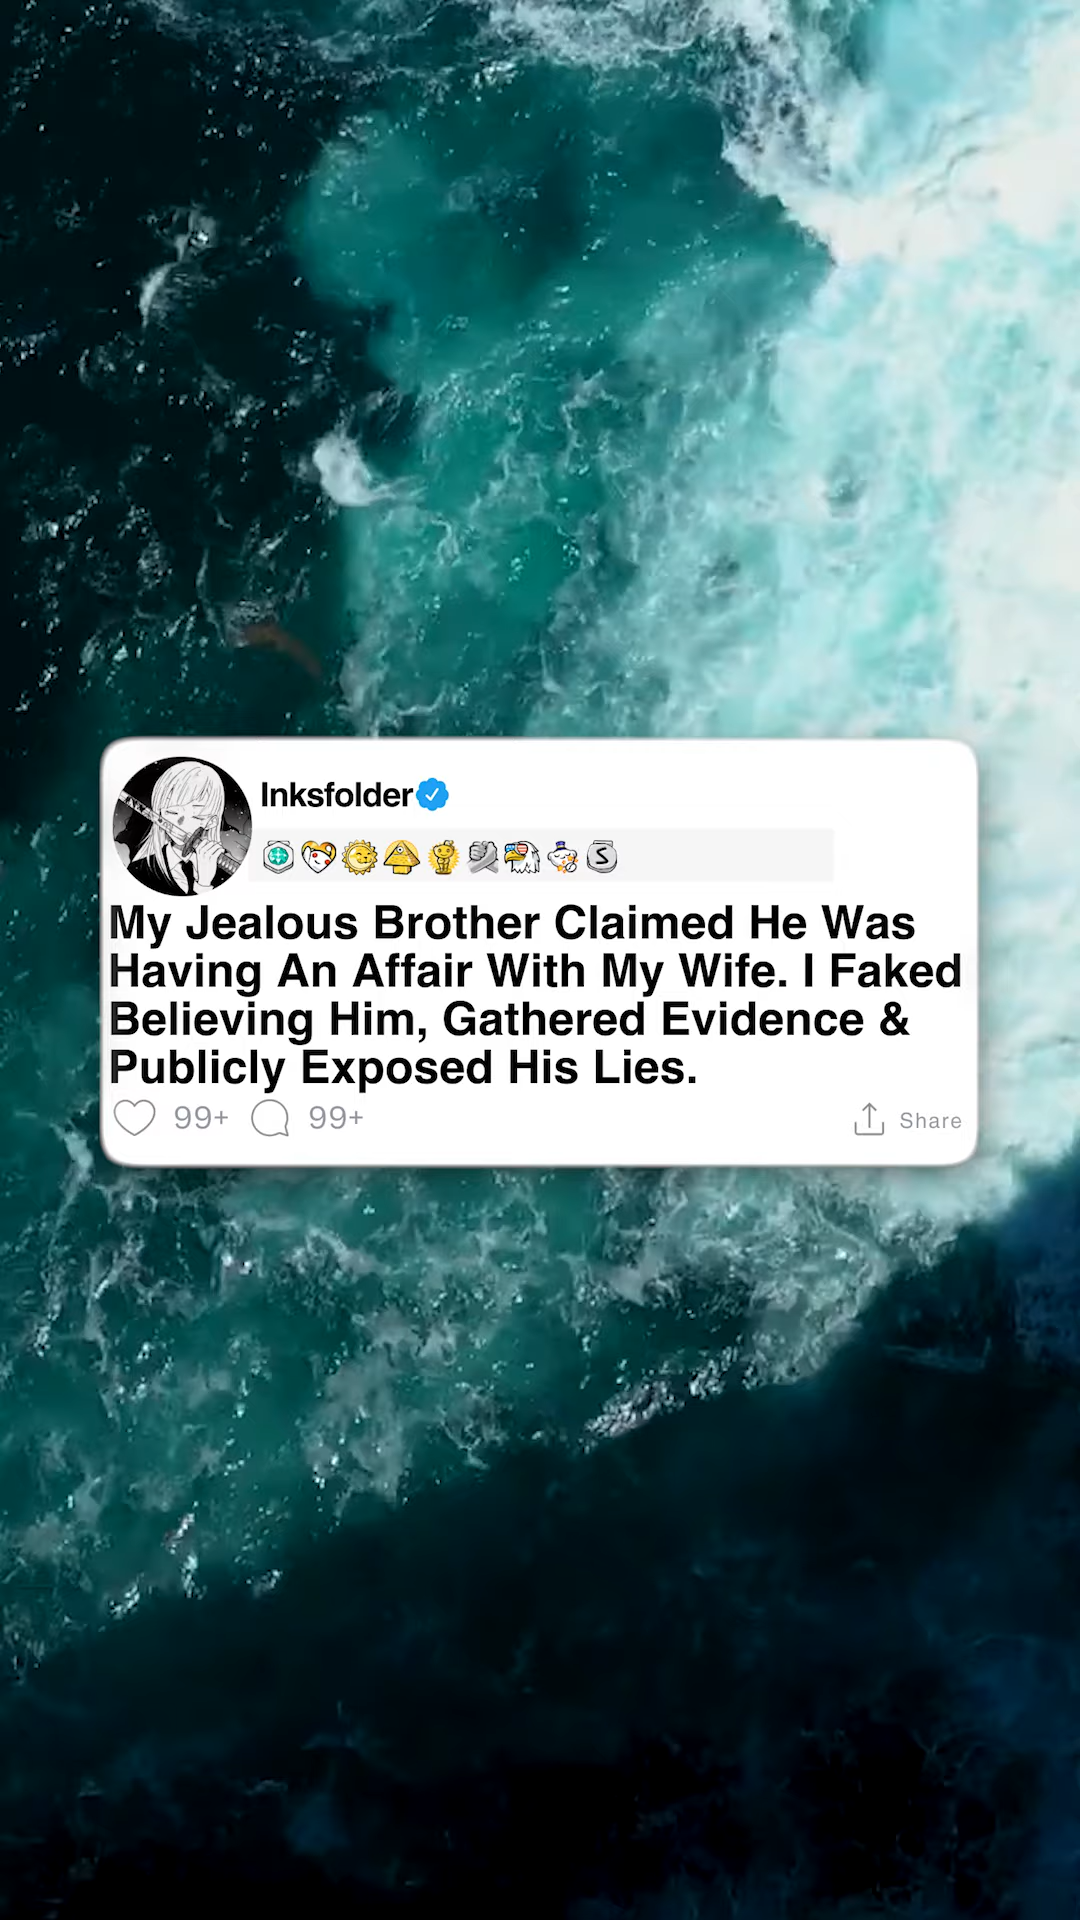 Inksfolder
My Jealous Brother Claimed He Was
Having An Affair With My Wife. I Faked
Believing Him, Gathered Evidence &
Publicly Exposed His Lies.
99+ 99+ Share